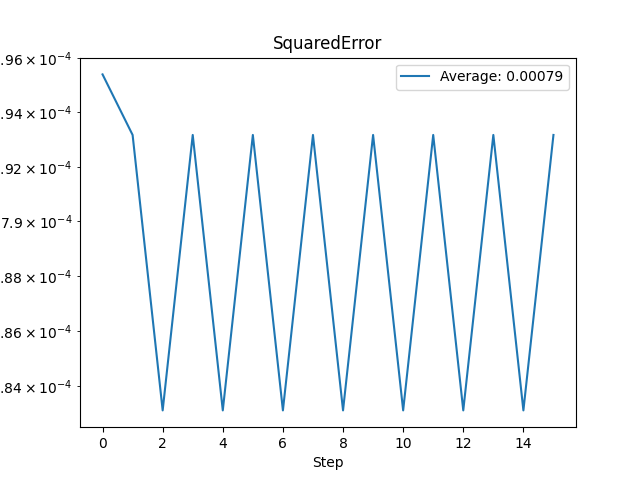 SquaredError
Average: 0.00079
.96 × 10⁻⁴
.94 × 10⁻⁴
.92 × 10⁻⁴
7.9 × 10⁻⁴
.88 × 10⁻⁴
.86 × 10⁻⁴
.84 × 10⁻⁴
0 2 4 6 8 10 12 14
Step